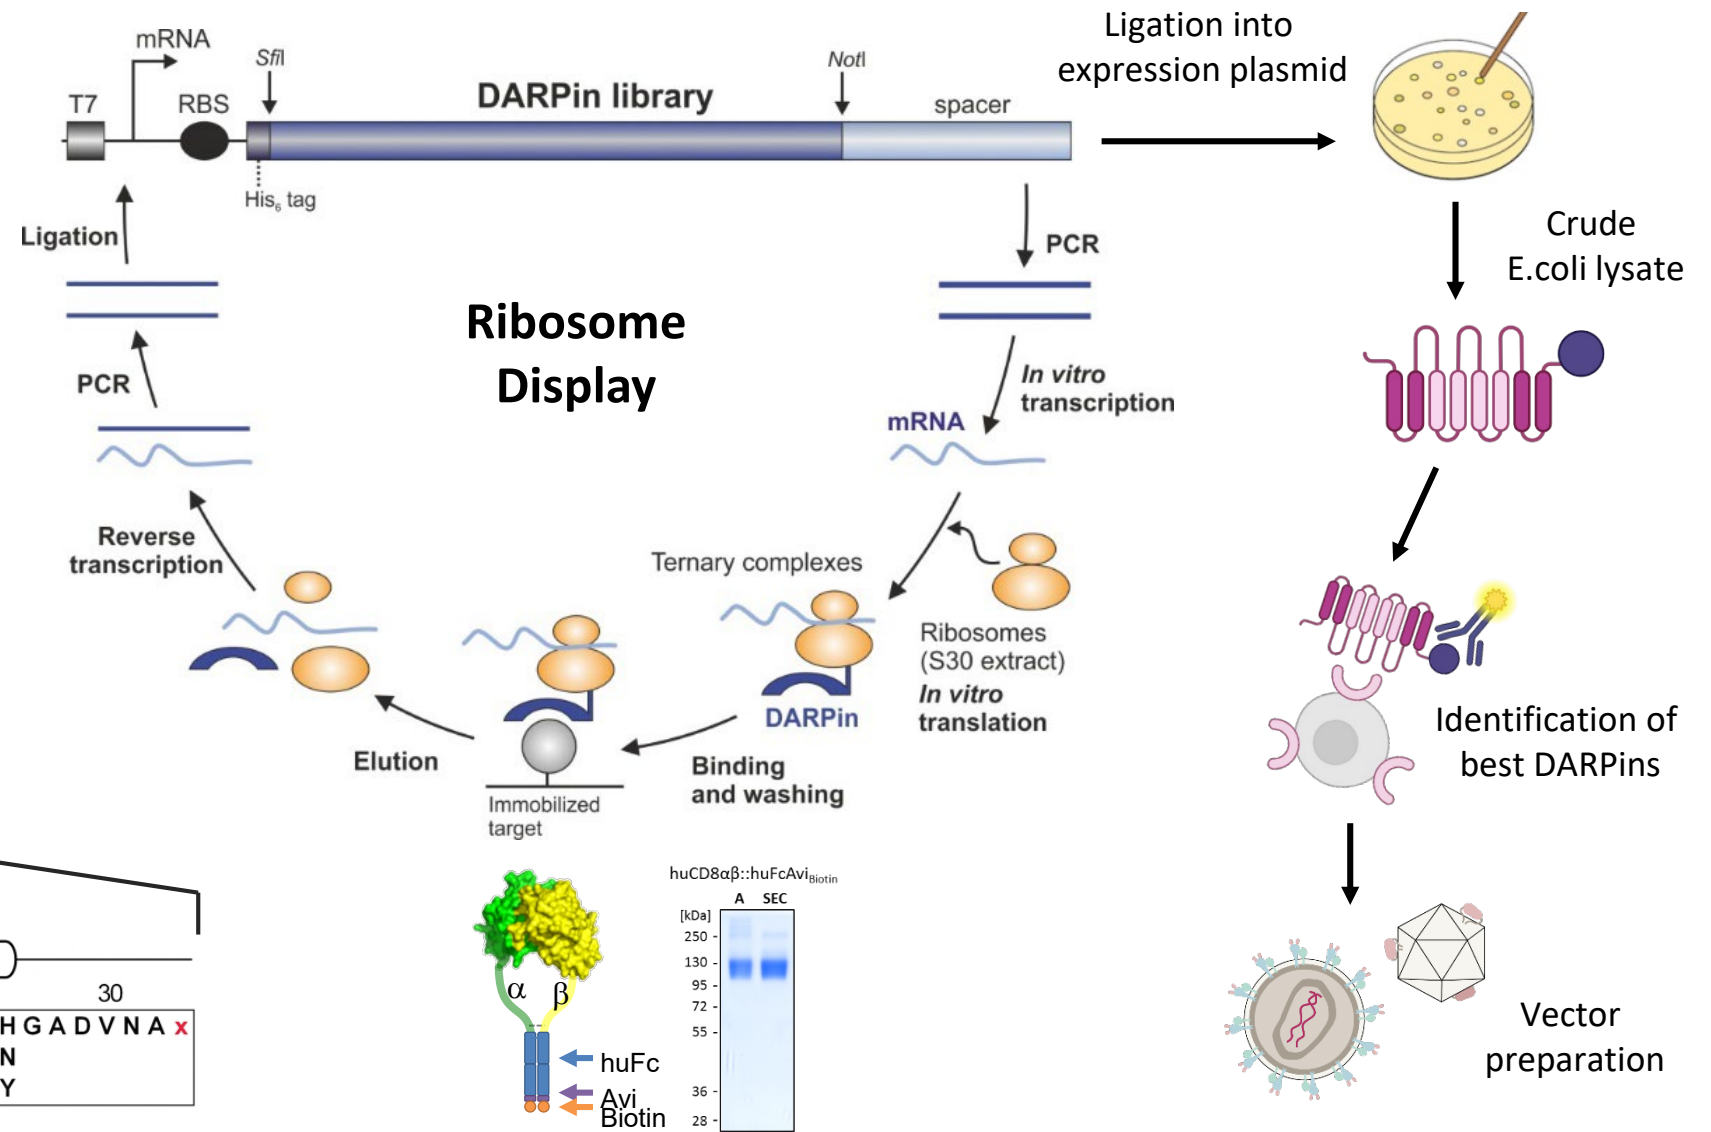 mRNA
SfiI
NotI
T7
RBS
DARPin library
spacer
His6 tag
Ligation
PCR
Reverse
transcription
Ribosome
Display
PCR
In vitro
transcription
mRNA
Ternary complexes
Ribosomes
(S30 extract)
In vitro
translation
DARPin
Binding
and washing
Immobilized
target
Elution
Ligation into
expression plasmid
Crude
E.coli lysate
Identification of
best DARPins
Vector
preparation
α
β
huFc
Avi
Biotin
huCD8αβ::huFcAviBiotin
A SEC
[kDa]
250 -
130 -
95 -
72 -
55 -
36 -
28 -
30
H G A D V N A x
N
Y